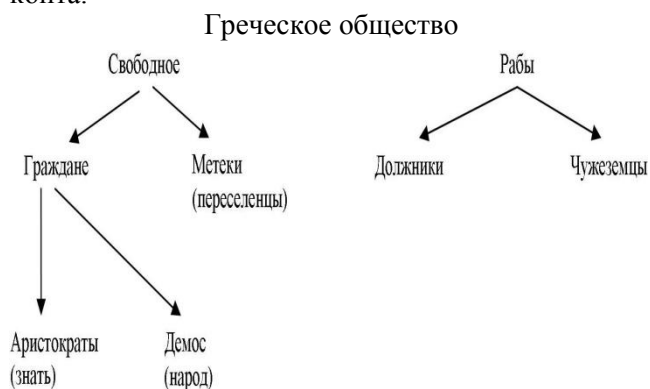 Греческое общество
Свободное
Рабы
Граждане
Метеки
(переселенцы)
Должники
Чужеземцы
Аристократы
(знать)
Демос
(народ)